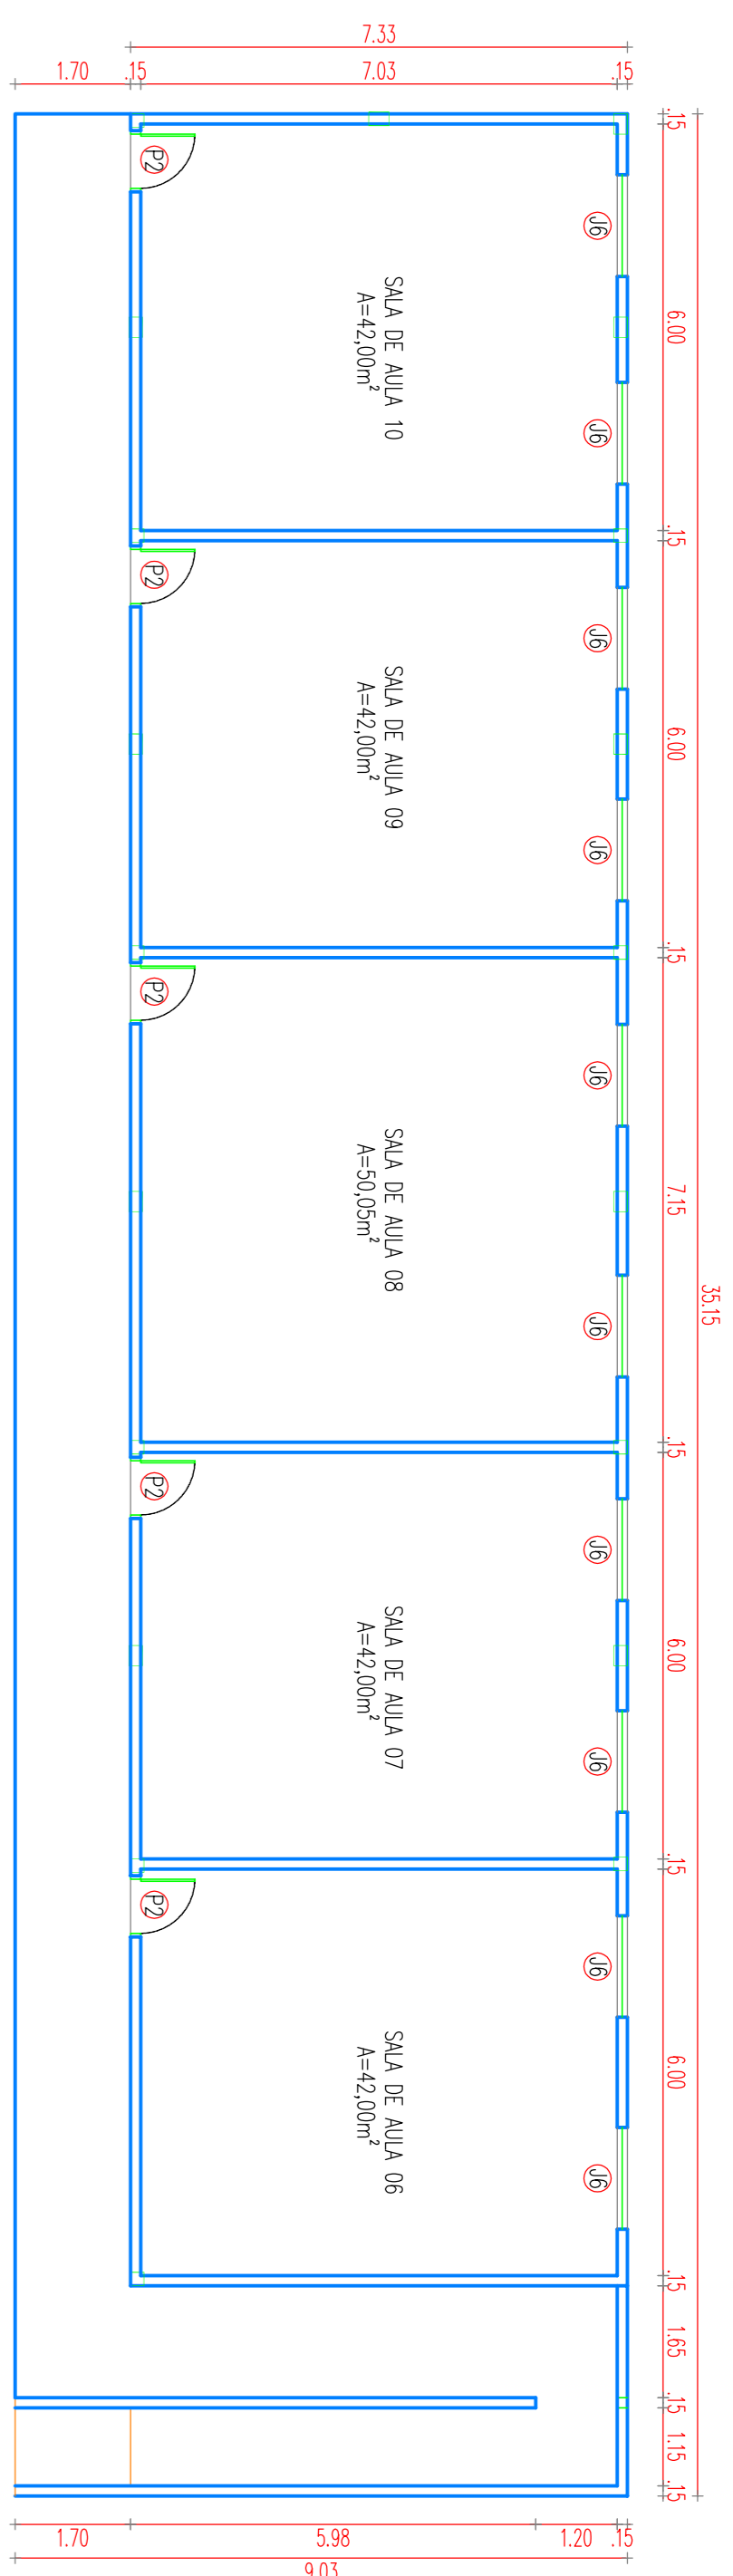 7.33
1.70 .15 7.03 .15
.15
35.15
P2
J6
6.00
SALA DE AULA 10
A=42,00m²
J6
.15
P2
J6
SALA DE AULA 09
A=42,00m²
6.00
J6
.15
P2
J6
SALA DE AULA 08
A=50,05m²
7.15
J6
.15
P2
J6
SALA DE AULA 07
A=42,00m²
6.00
J6
.15
P2
J6
SALA DE AULA 06
A=42,00m²
6.00
J6
.15
1.65
.15
1.15
.15
1.70 5.98 1.20 .15
9.03